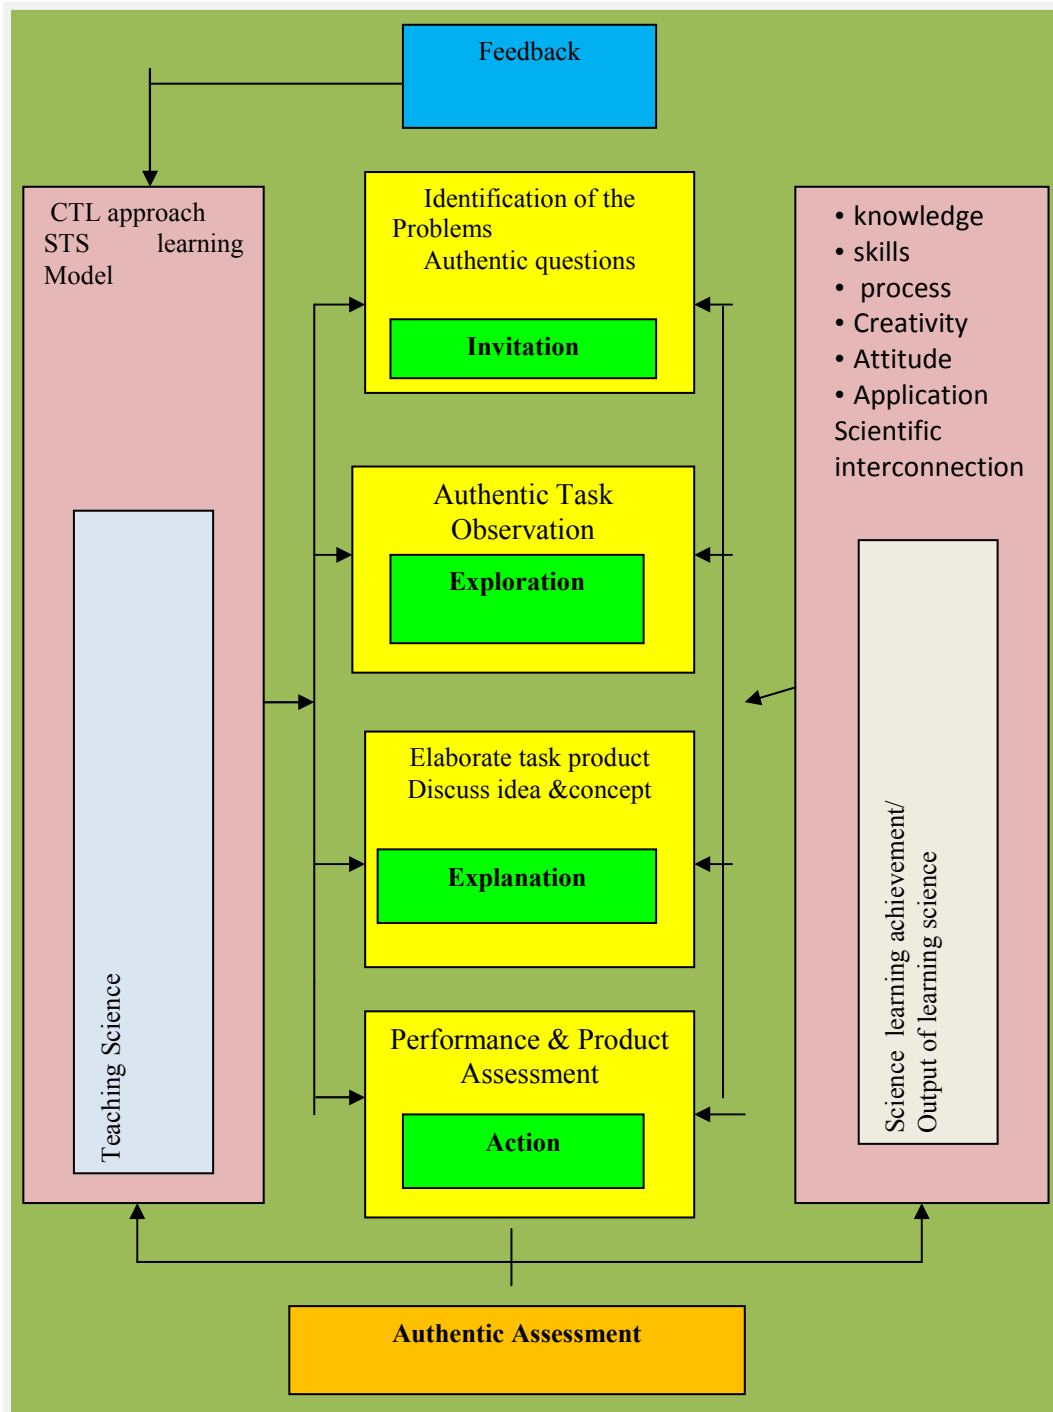 Feedback
CTL approach
STS learning
Model
Teaching Science
Identification of the
Problems
Authentic questions
Invitation
Authentic Task
Observation
Exploration
Elaborate task product
Discuss idea &concept
Explanation
Performance & Product
Assessment
Action
• knowledge
• skills
• process
• Creativity
• Attitude
• Application
Scientific
interconnection
Science learning achievement/
Output of learning science
Authentic Assessment